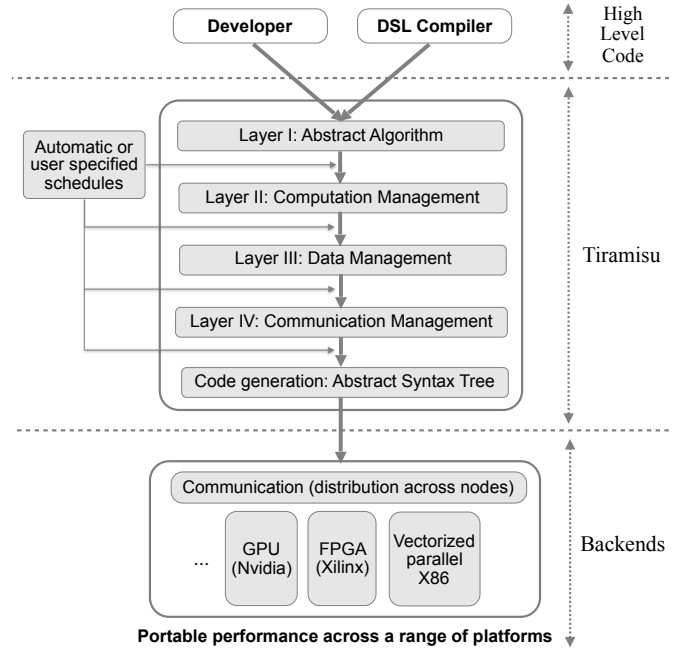 Developer
DSL Compiler
High
Level
Code
Layer I: Abstract Algorithm
Automatic or
user specified
schedules
Layer II: Computation Management
Layer III: Data Management
Tiramisu
Layer IV: Communication Management
Code generation: Abstract Syntax Tree
Communication (distribution across nodes)
...
GPU
(Nvidia)
FPGA
(Xilinx)
Vectorized
parallel
X86
Backends
Portable performance across a range of platforms